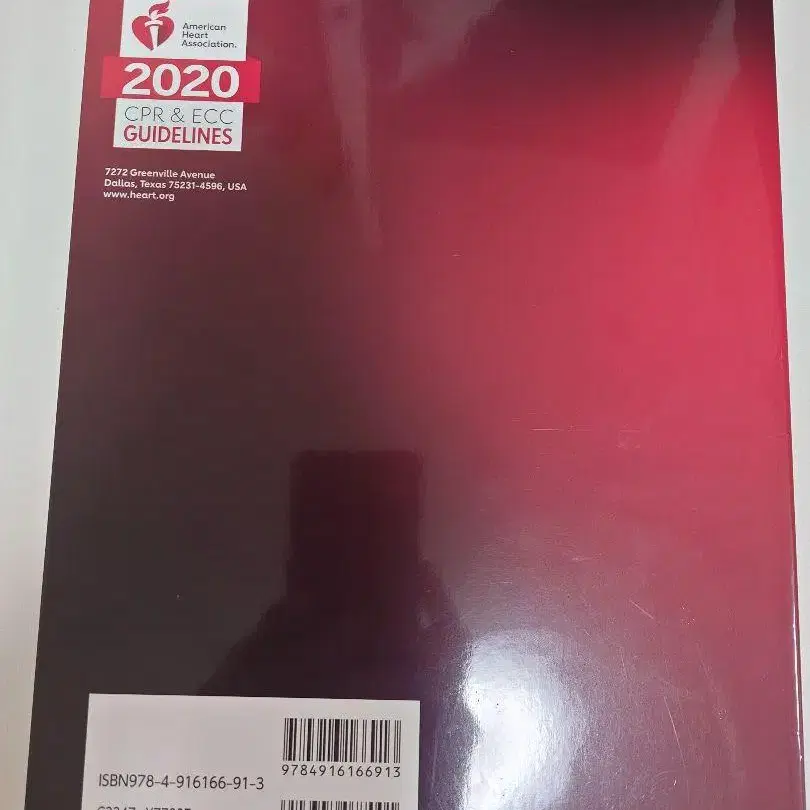 American
Heart
Association.
2020
CPR & ECC
GUIDELINES
7272 Greenville Avenue
Dallas, Texas 75231-4596, USA
www.heart.org
9784916166913
ISBN978-4-916166-91-3